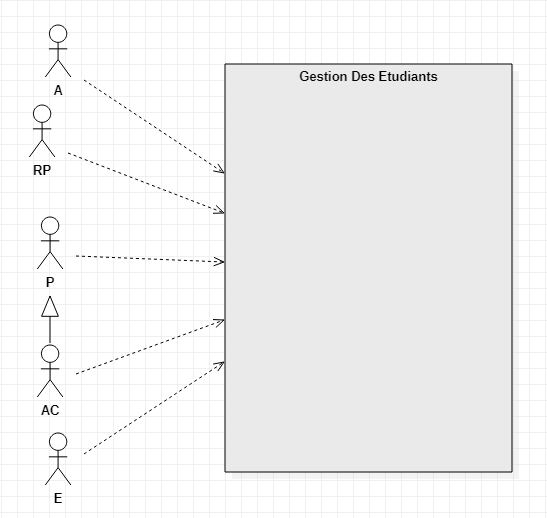 Gestion Des Etudiants
A
RP
P
AC
E